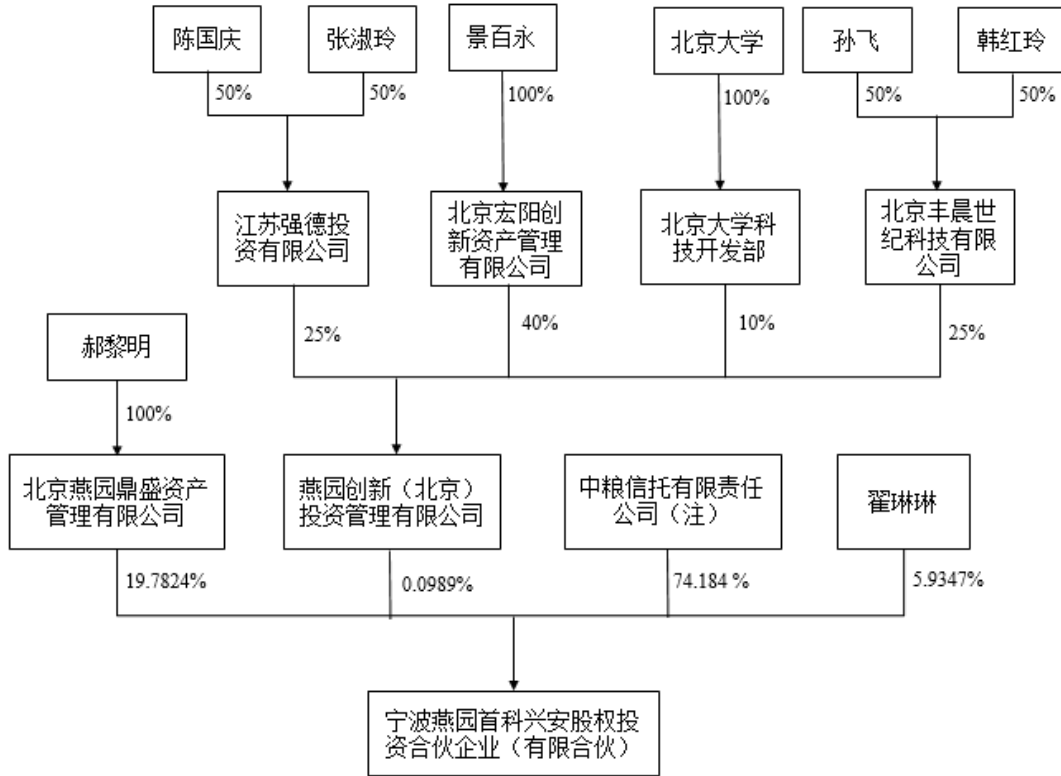 陈国庆
张淑玲
景百永
北京大学
孙飞
韩红玲
50%
50%
100%
100%
50%
50%
江苏强德投
资有限公司
北京宏阳创
新资产管理
有限公司
北京大学科
技开发部
北京丰晨世
纪科技有限
公司
25%
40%
10%
25%
郝黎明
100%
北京燕园鼎盛资产
管理有限公司
燕园创新（北京）
投资管理有限公司
中粮信托有限责任
公司（注）
翟琳琳
19.7824%
0.0989%
74.184 %
5.9347%
宁波燕园首科兴安股权投
资合伙企业（有限合伙）